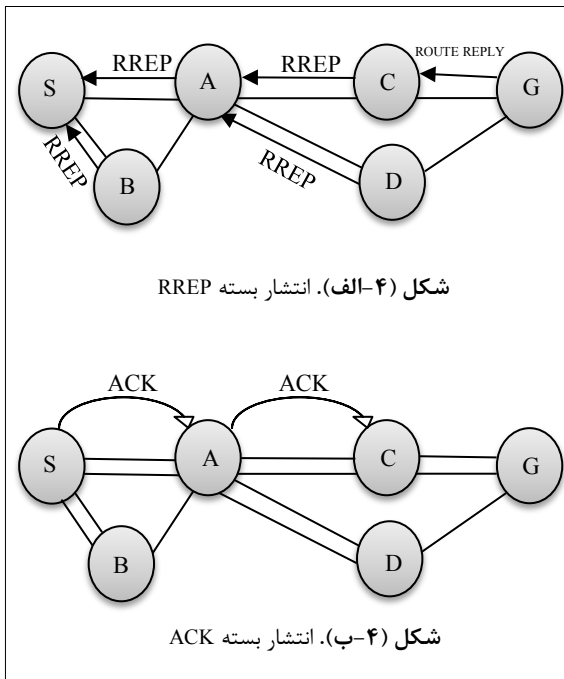 RREP
RREP
ROUTE REPLY
S
A
C
G
RREP
RREP
B
D
شکل (۴-الف). انتشار بسته RREP
ACK
ACK
S
A
C
G
B
D
شکل (۴-ب). انتشار بسته ACK